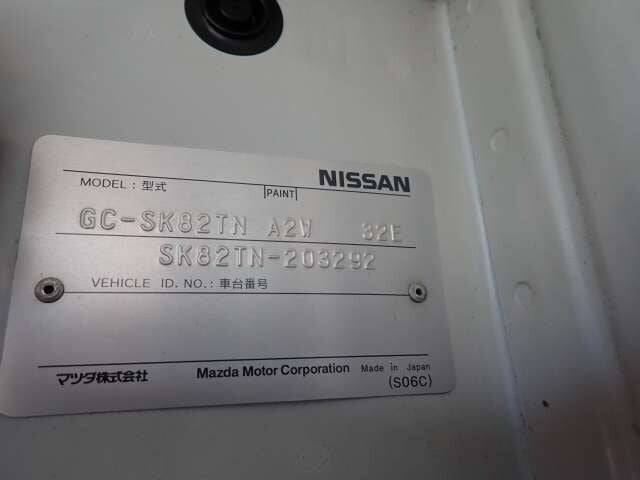 NISSAN
MODEL : 型式 PAINT
GC-SK82TN A2W 32E
SK82TN-203292
VEHICLE ID. NO. : 車台番号
マツダ株式会社 Mazda Motor Corporation Made in Japan
(S06C)